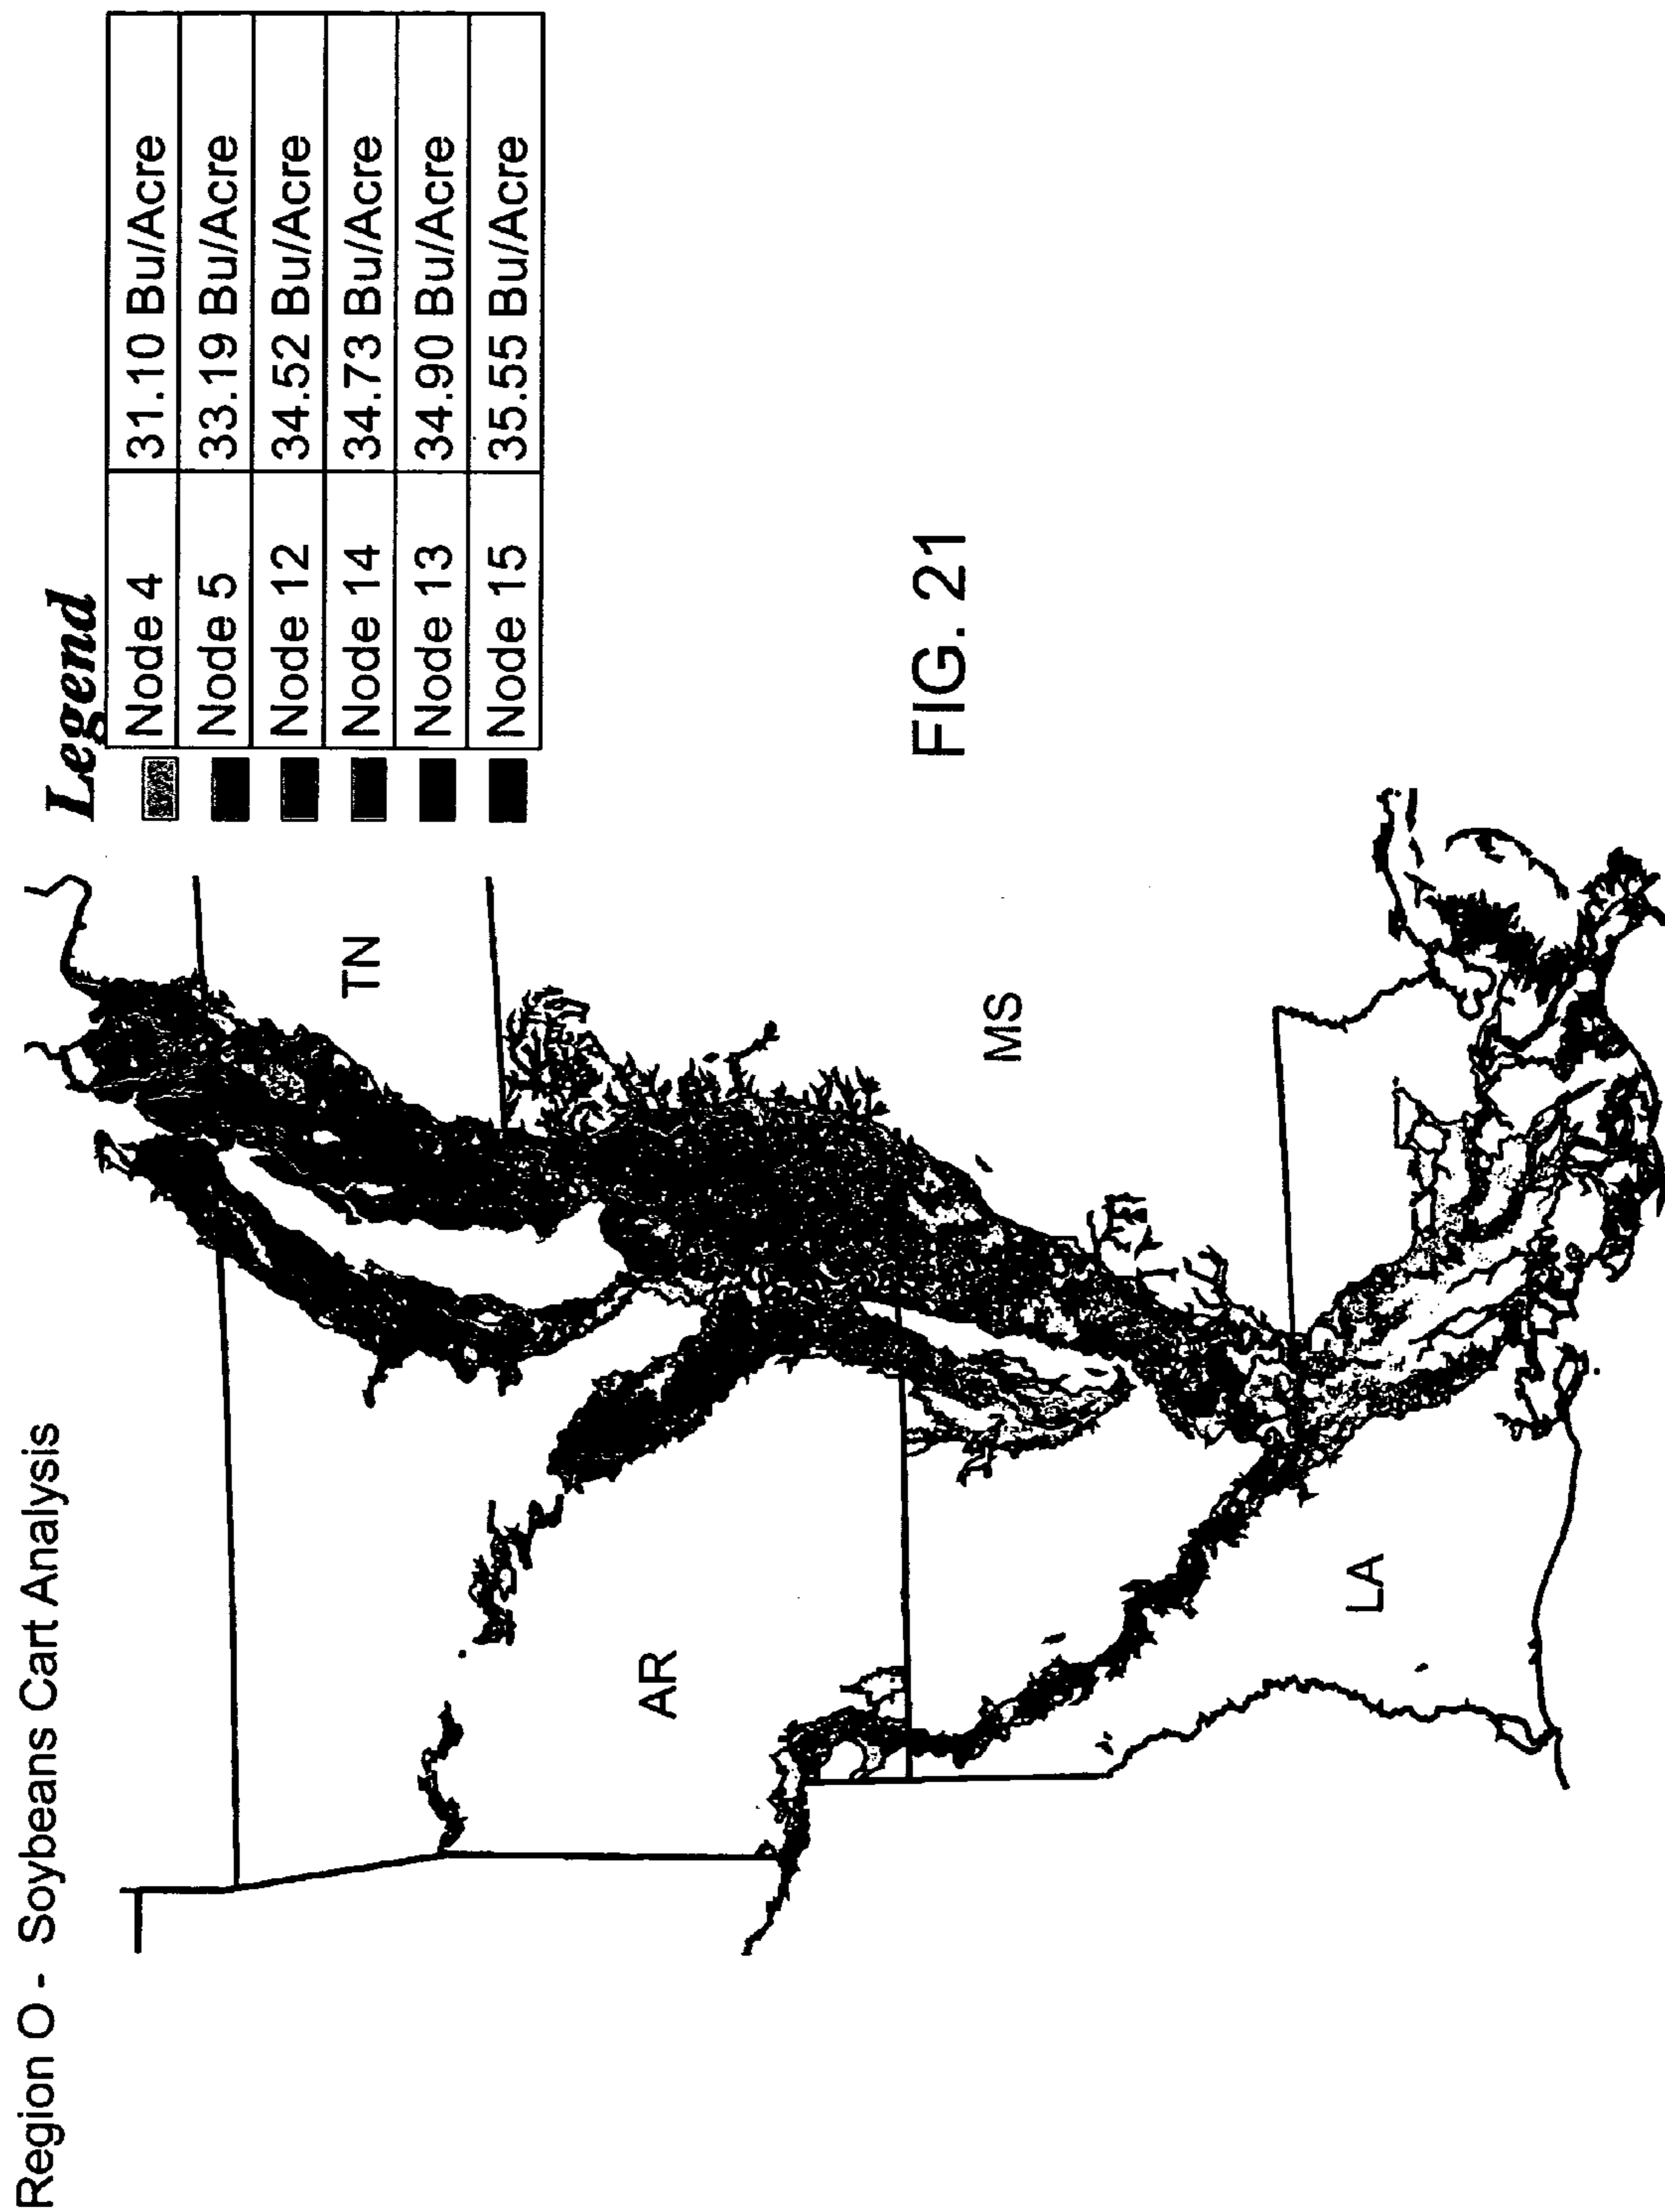 Region O - Soybeans Cart Analysis
Legend
Node 4 31.10 Bu/Acre
Node 5 33.19 Bu/Acre
Node 12 34.52 Bu/Acre
Node 14 34.73 Bu/Acre
Node 13 34.90 Bu/Acre
Node 15 35.55 Bu/Acre
TN
AR
MS
LA
FIG. 21